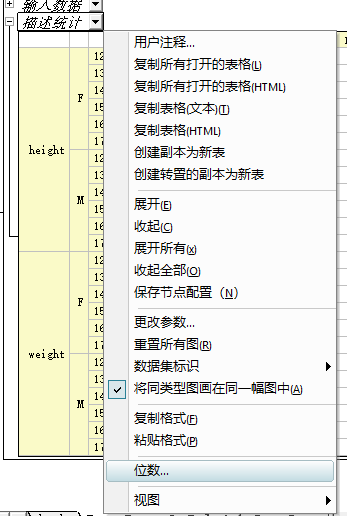 输入数据
描述统计
用户注释...
复制所有打开的表格(L)
复制所有打开的表格(HTML)
复制表格(文本)(T)
复制表格(HTML)
创建副本为新表
创建转置的副本为新表
展开(E)
收起(C)
展开所有(x)
收起全部(O)
保存节点配置（N）
更改参数...
重置所有图(R)
数据集标识
将同类型图画在同一幅图中(A)
复制格式(F)
粘贴格式(P)
位数...
视图
height
F
12
13
14
15
16
M
17
12
13
14
15
16
17
weight
F
12
13
14
15
16
M
17
12
13
14
15
16
17